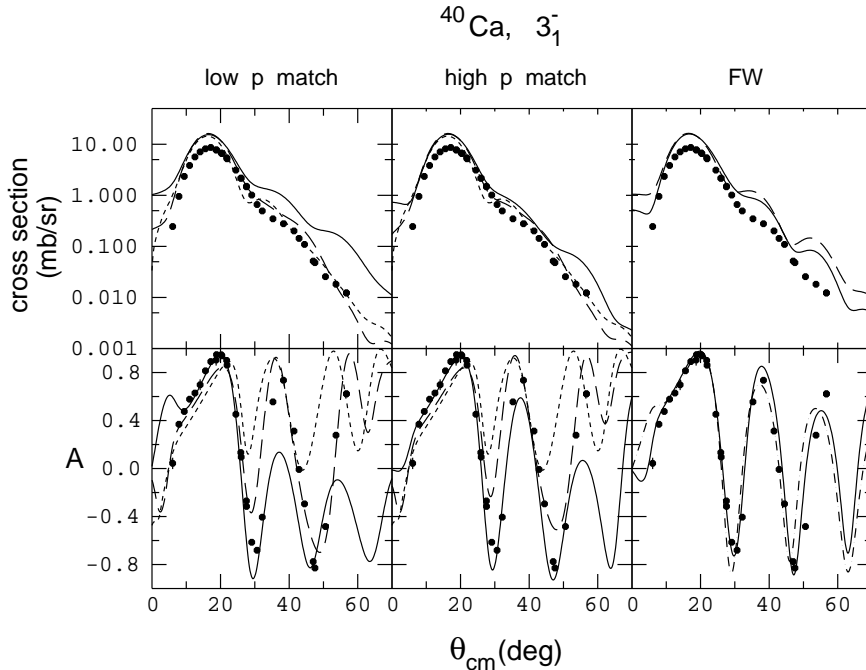 ⁴⁰Ca, 3₁⁻
low p match high p match FW
cross section
(mb/sr)
10.00
1.000
0.100
0.010
0.001
A
0.8
0.4
0.0
-0.4
-0.8
0 20 40 60 0 20 40 60 0 20 40 60
θcm(deg)